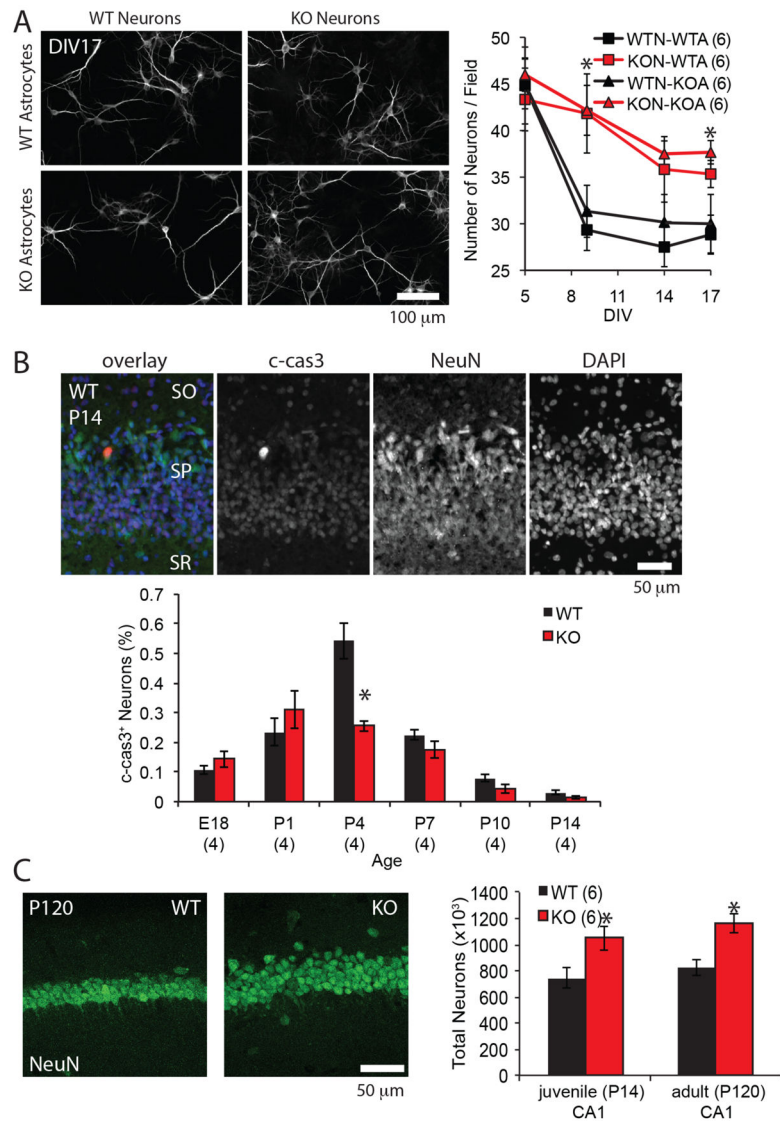 A
WT Neurons
KO Neurons
DIV17
WT Astrocytes
KO Astrocytes
100 μm
WTN-WTA (6)
KON-WTA (6)
WTN-KOA (6)
KON-KOA (6)
*
*
Number of Neurons / Field
50
45
40
35
30
25
5 8 11 14 17
DIV
B
overlay
c-cas3
NeuN
DAPI
WT
P14
SO
SP
SR
50 μm
c-cas3⁺ Neurons (%)
0.7
0.6
0.5
0.4
0.3
0.2
0.1
0
WT
KO
*
E18 P1 P4 P7 P10 P14
(4) (4) (4) (4) (4) (4)
Age
C
P120 WT
KO
NeuN
50 μm
Total Neurons (x10³)
1400
1200
1000
800
600
400
200
0
WT (6)
KO (6)
*
*
juvenile (P14) adult (P120)
CA1 CA1